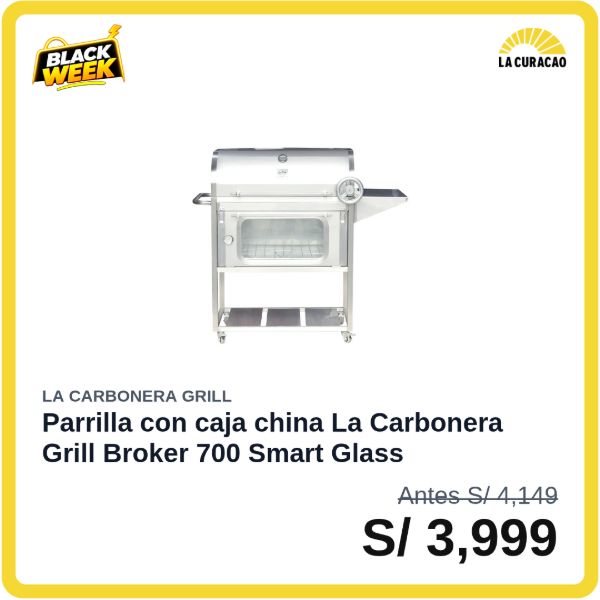 BLACK
WEEK
LA CURACAO
LA CARBONERA GRILL
Parrilla con caja china La Carbonera
Grill Broker 700 Smart Glass
Antes S/ 4,149
S/ 3,999